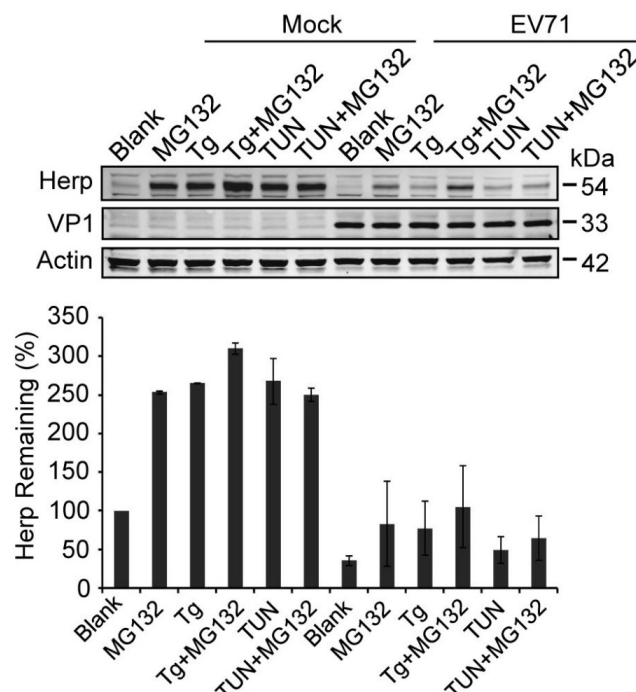 Mock EV71
Blank MG132 Tg Tg+MG132 TUN TUN+MG132 Blank MG132 Tg Tg+MG132 TUN TUN+MG132
kDa
Herp 54
VP1 33
Actin 42
Herp Remaining (%)
350
300
250
200
150
100
50
0
Blank MG132 Tg Tg+MG132 TUN TUN+MG132 Blank MG132 Tg Tg+MG132 TUN TUN+MG132